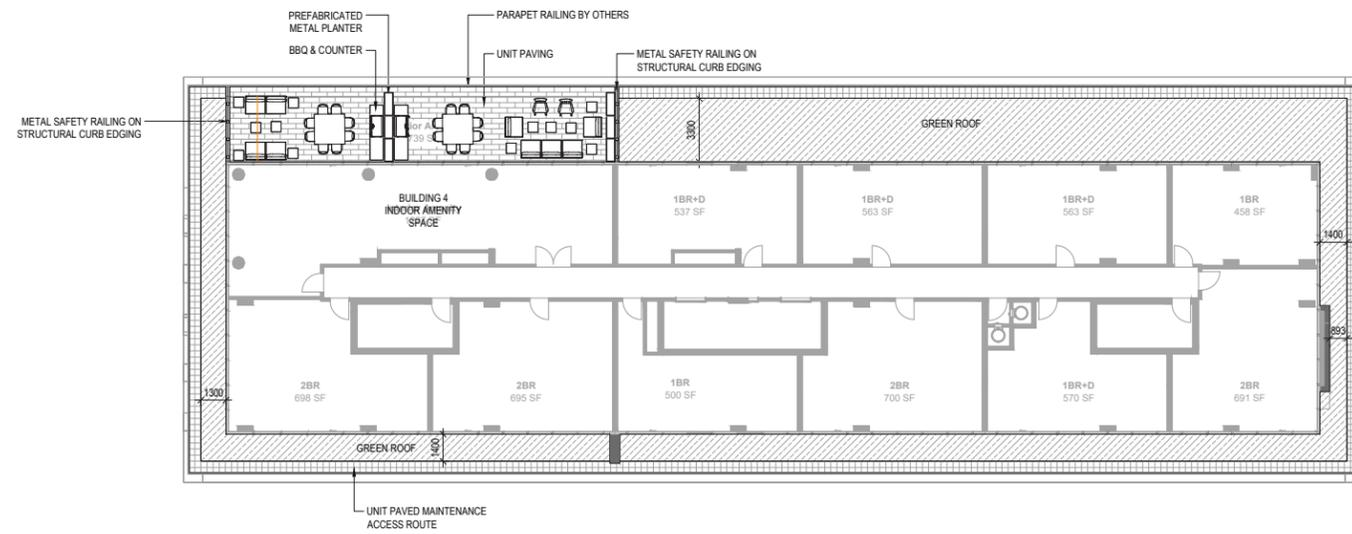 PREFABRICATED
METAL PLANTER
PARAPET RAILING BY OTHERS
BBQ & COUNTER
UNIT PAVING
METAL SAFETY RAILING ON
STRUCTURAL CURB EDGING
METAL SAFETY RAILING ON
STRUCTURAL CURB EDGING
3300
GREEN ROOF
BUILDING 4
INDOOR AMENITY
SPACE
1BR+D
537 SF
1BR+D
563 SF
1BR+D
563 SF
1BR
458 SF
1400
893
2BR
698 SF
2BR
695 SF
1BR
500 SF
2BR
700 SF
1BR+D
570 SF
2BR
691 SF
1300
GREEN ROOF
1400
UNIT PAVED MAINTENANCE
ACCESS ROUTE